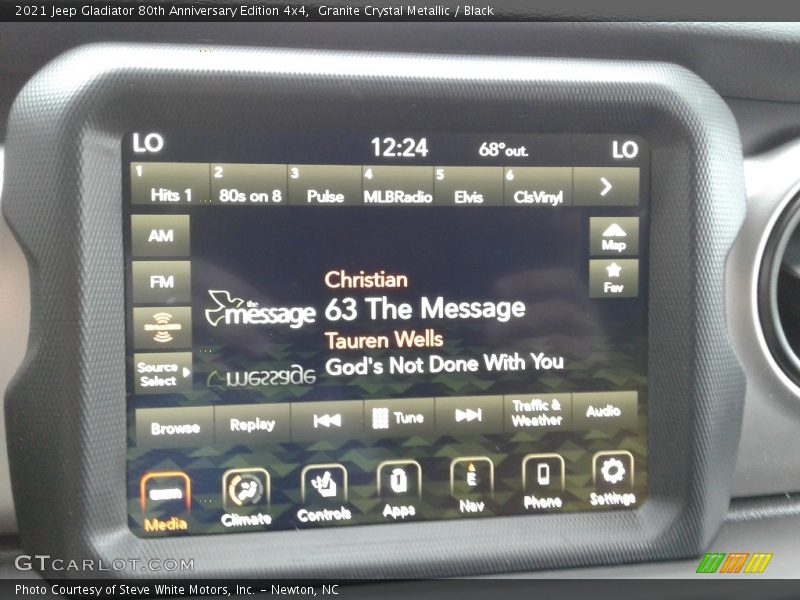 2021 Jeep Gladiator 80th Anniversary Edition 4x4,  Granite Crystal Metallic / Black
LO 12:24 68°out. LO
1 Hits 1 2 80s on 8 3 Pulse 4 MLBRadio 5 Elvis 6 ClsVinyl
AM
Map
FM
Fav
Christian
the message
63 The Message
Tauren Wells
Source Select
God's Not Done With You
message
Browse Replay Tune Traffic & Weather Audio
Media Climate Controls Apps E Nav Phone Settings
GTCARLOT.COM
Photo Courtesy of Steve White Motors, Inc. – Newton, NC